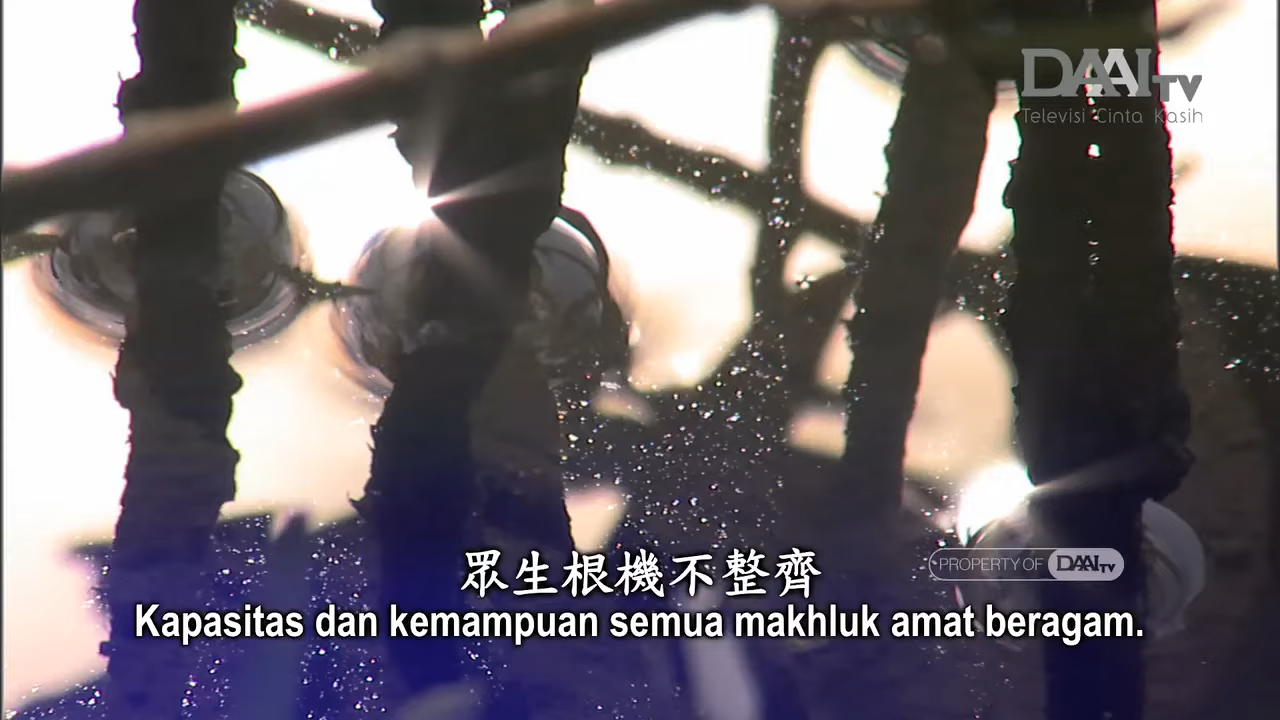 DAAI TV
Televisi Cinta Kasih
PROPERTY OF DAAI TV
眾生根機不整齊
Kapasitas dan kemampuan semua makhluk amat beragam.